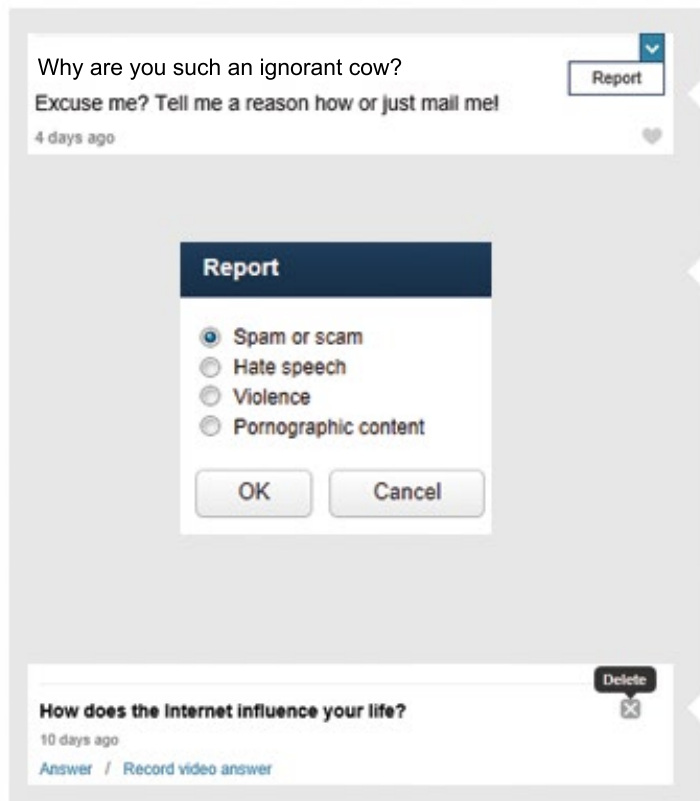 Why are you such an ignorant cow?
Report
Excuse me? Tell me a reason how or just mail me!
4 days ago
Report
Spam or scam
Hate speech
Violence
Pornographic content
OK Cancel
Delete
How does the Internet influence your life?
10 days ago
Answer / Record video answer